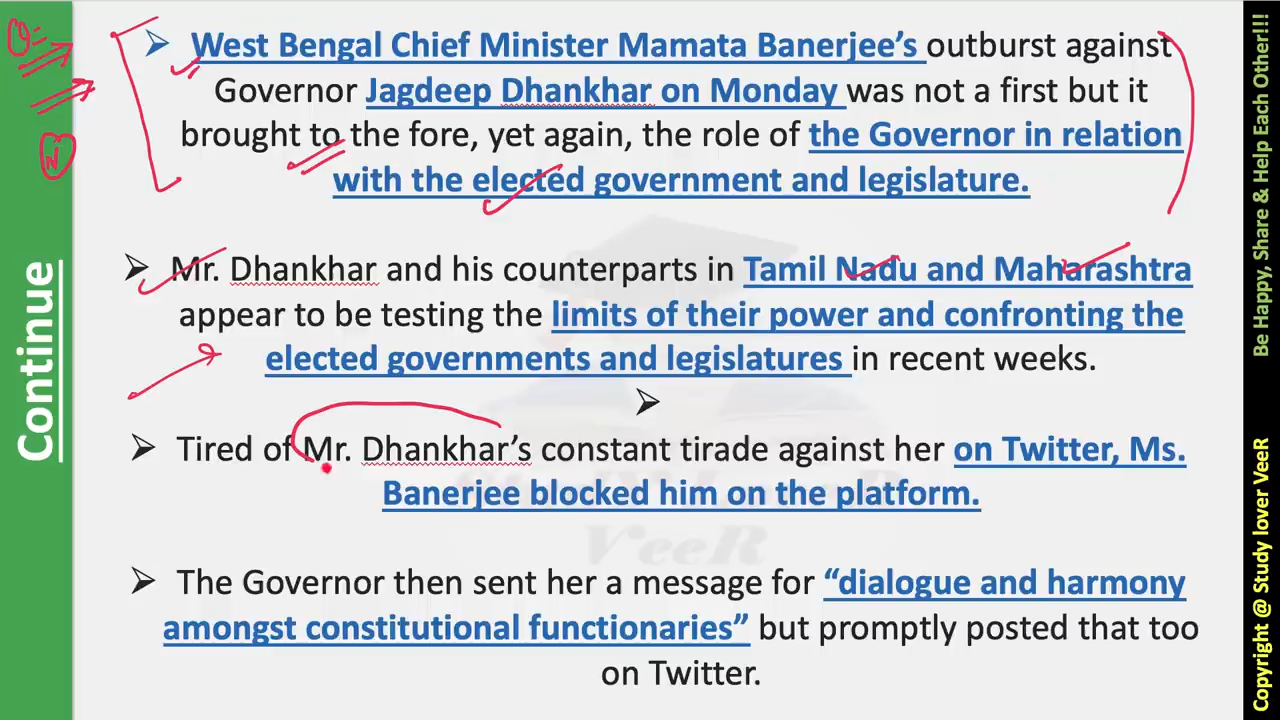 Continue
West Bengal Chief Minister Mamata Banerjee's outburst against
Governor Jagdeep Dhankhar on Monday was not a first but it
brought to the fore, yet again, the role of the Governor in relation
with the elected government and legislature.
Mr. Dhankhar and his counterparts in Tamil Nadu and Maharashtra
appear to be testing the limits of their power and confronting the
elected governments and legislatures in recent weeks.
Tired of Mr. Dhankhar's constant tirade against her on Twitter, Ms.
Banerjee blocked him on the platform.
The Governor then sent her a message for “dialogue and harmony
amongst constitutional functionaries” but promptly posted that too
on Twitter.
VeeR
Copyright @ Study lover VeeR
Be Happy, Share & Help Each Other!!!